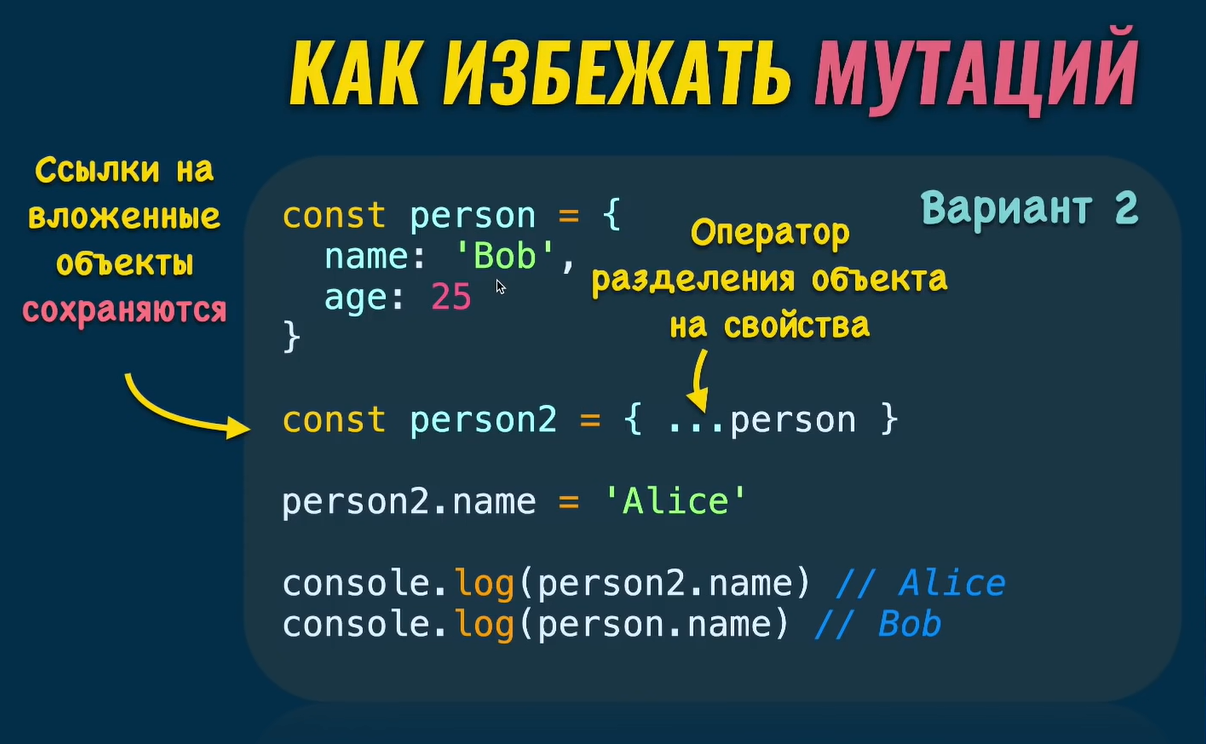 КАК ИЗБЕЖАТЬ МУТАЦИЙ
Ссылки на
вложенные
объекты
сохраняются
Вариант 2
Оператор
разделения объекта
на свойства
const person = {
  name: 'Bob',
  age: 25
}
const person2 = { ...person }
person2.name = 'Alice'
console.log(person2.name) // Alice
console.log(person.name) // Bob